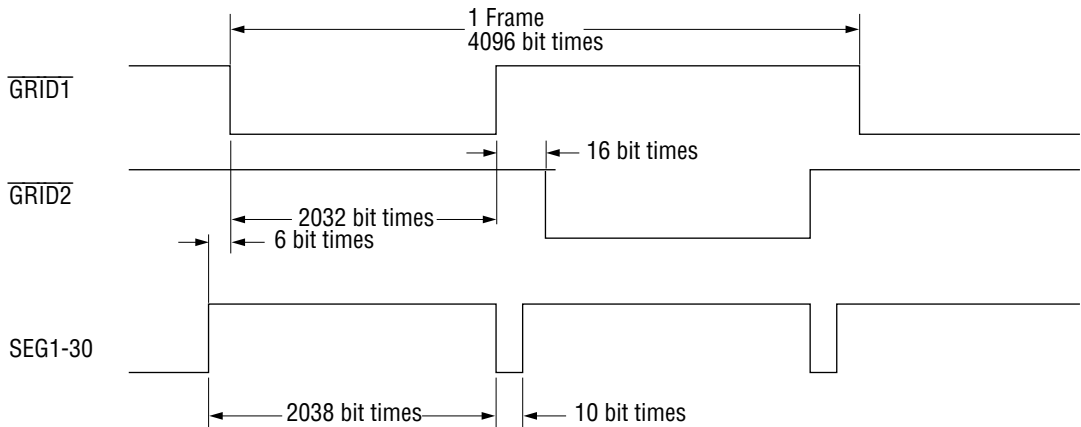 1 Frame
4096 bit times
GRID1
16 bit times
GRID2
2032 bit times
6 bit times
SEG1-30
2038 bit times
10 bit times